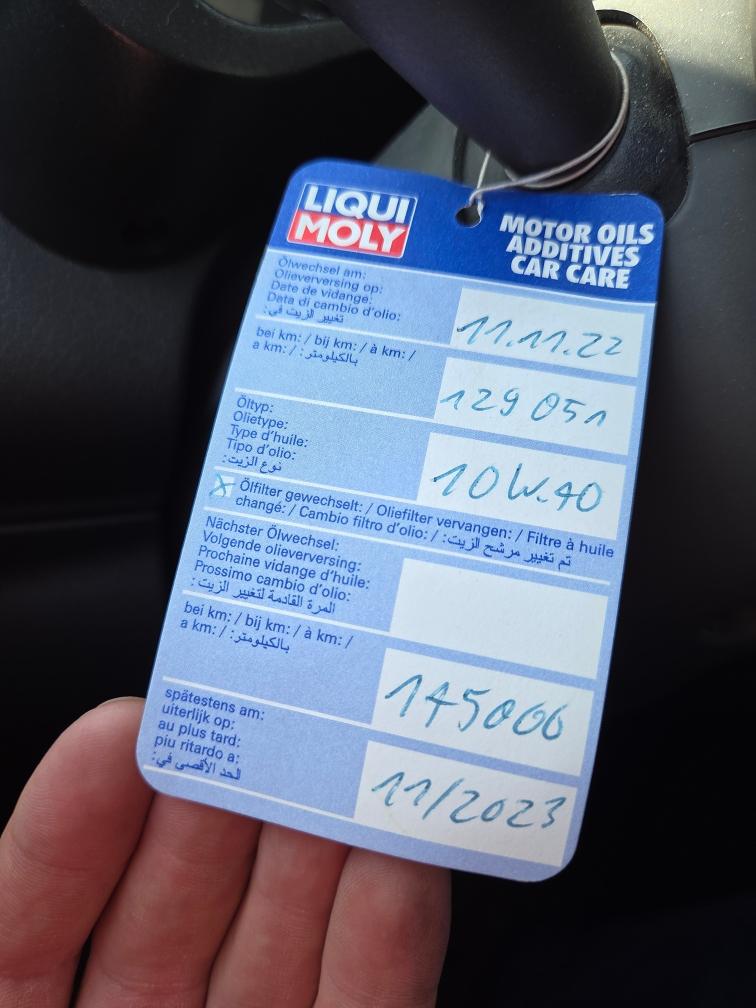 LIQUI
MOLY
MOTOR OILS
ADDITIVES
CAR CARE
Ölwechsel am:
Olieverversing op:
Date de vidange:
Data di cambio d'olio:
تغيير الزيت في:
11.11.22
bei km: / bij km: / à km: /
a km: / بالكيلومتر:
129 051
Öltyp:
Olietype:
Type d'huile:
Tipo d'olio:
نوع الزيت:
10W-40
x Ölfilter gewechselt: / Oliefilter vervangen: / Filtre à huile
changé: / Cambio filtro d'olio: / تم تغيير مرشح الزيت:
Nächster Ölwechsel:
Volgende olieverversing:
Prochaine vidange d'huile:
Prossimo cambio d'olio:
المرة القادمة لتغيير الزيت:
bei km: / bij km: / à km: /
a km: / بالكيلومتر:
145000
spätestens am:
uiterlijk op:
au plus tard:
piu ritardo a:
الحد الأقصى في:
11/2023